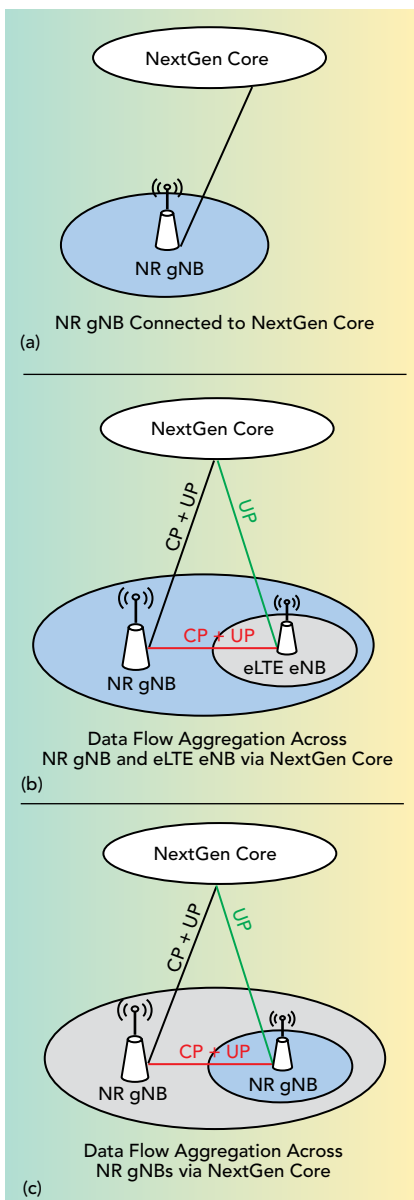 NextGen Core
NR gNB
NR gNB Connected to NextGen Core
(a)
NextGen Core
CP + UP
UP
CP + UP
NR gNB
eLTE eNB
Data Flow Aggregation Across
NR gNB and eLTE eNB via NextGen Core
(b)
NextGen Core
CP + UP
UP
CP + UP
NR gNB
NR gNB
Data Flow Aggregation Across
NR gNBs via NextGen Core
(c)